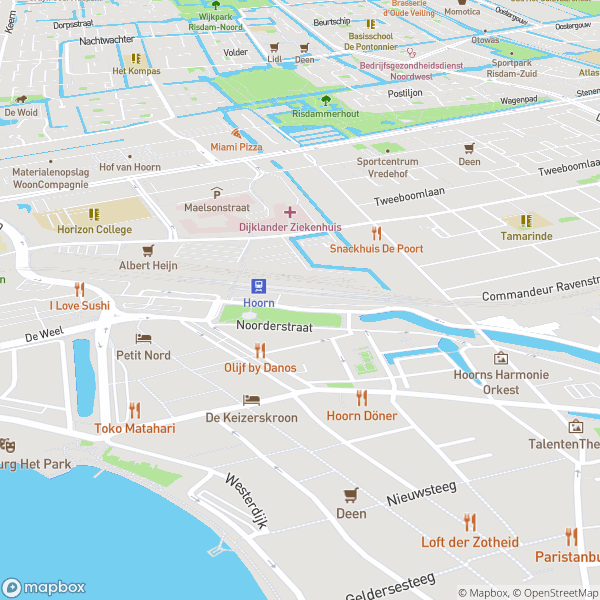 Keern
Dorpsstraat
Nachtwachter
Wijkpark
Risdam-Noord
Beurtschip
Brasserie
d'Oude Veiling
Momotica
Oostergouw
Oostergouw
Otowas
Basisschool
De Pontonnier
Volder
Lidl
Deen
Het Kompas
Bedrijfsgezondheidsdienst
Noordwest
Sportpark
Risdam-Zuid
Atlas
Postiljon
Wagenpad
Stenen
De Woid
Risdammerhout
Miami Pizza
Hof van Hoorn
Materialenopslag
WoonCompagnie
Sportcentrum
Vredehof
Deen
Tweeboomlaan
Tweeboomlaan
Maelsonstraat
Horizon College
Dijklander Ziekenhuis
Snackhuis De Poort
Tamarinde
Albert Heijn
I Love Sushi
Hoorn
Commandeur Ravenstr
De Weel
Noorderstraat
Petit Nord
Olijf by Danos
Hoorns Harmonie
Orkest
De Keizerskroon
Hoorn Döner
Toko Matahari
TalentenThe
urg Het Park
Westerdijk
Deen
Nieuwsteeg
Loft der Zotheid
Paristanbu
Geldersesteeg
mapbox
© Mapbox, © OpenStreetMap